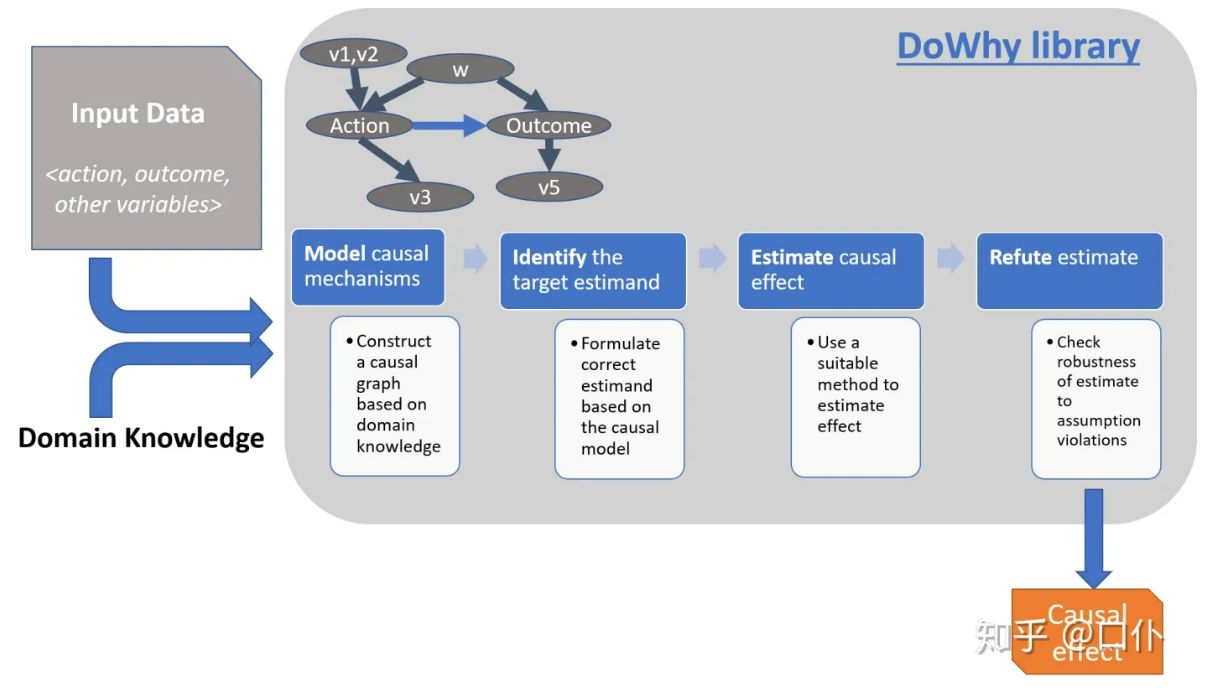 DoWhy library
Input Data
<action, outcome,
other variables>
v1,v2
w
Action
Outcome
v3
v5
Domain Knowledge
Model causal
mechanisms
Identify the
target estimand
Estimate causal
effect
Refute estimate
• Construct
a causal
graph
based on
domain
knowledge
• Formulate
correct
estimand
based on
the causal
model
• Use a
suitable
method to
estimate
effect
• Check
robustness
of estimate
to
assumption
violations
Causal
effect
知乎 @口仆